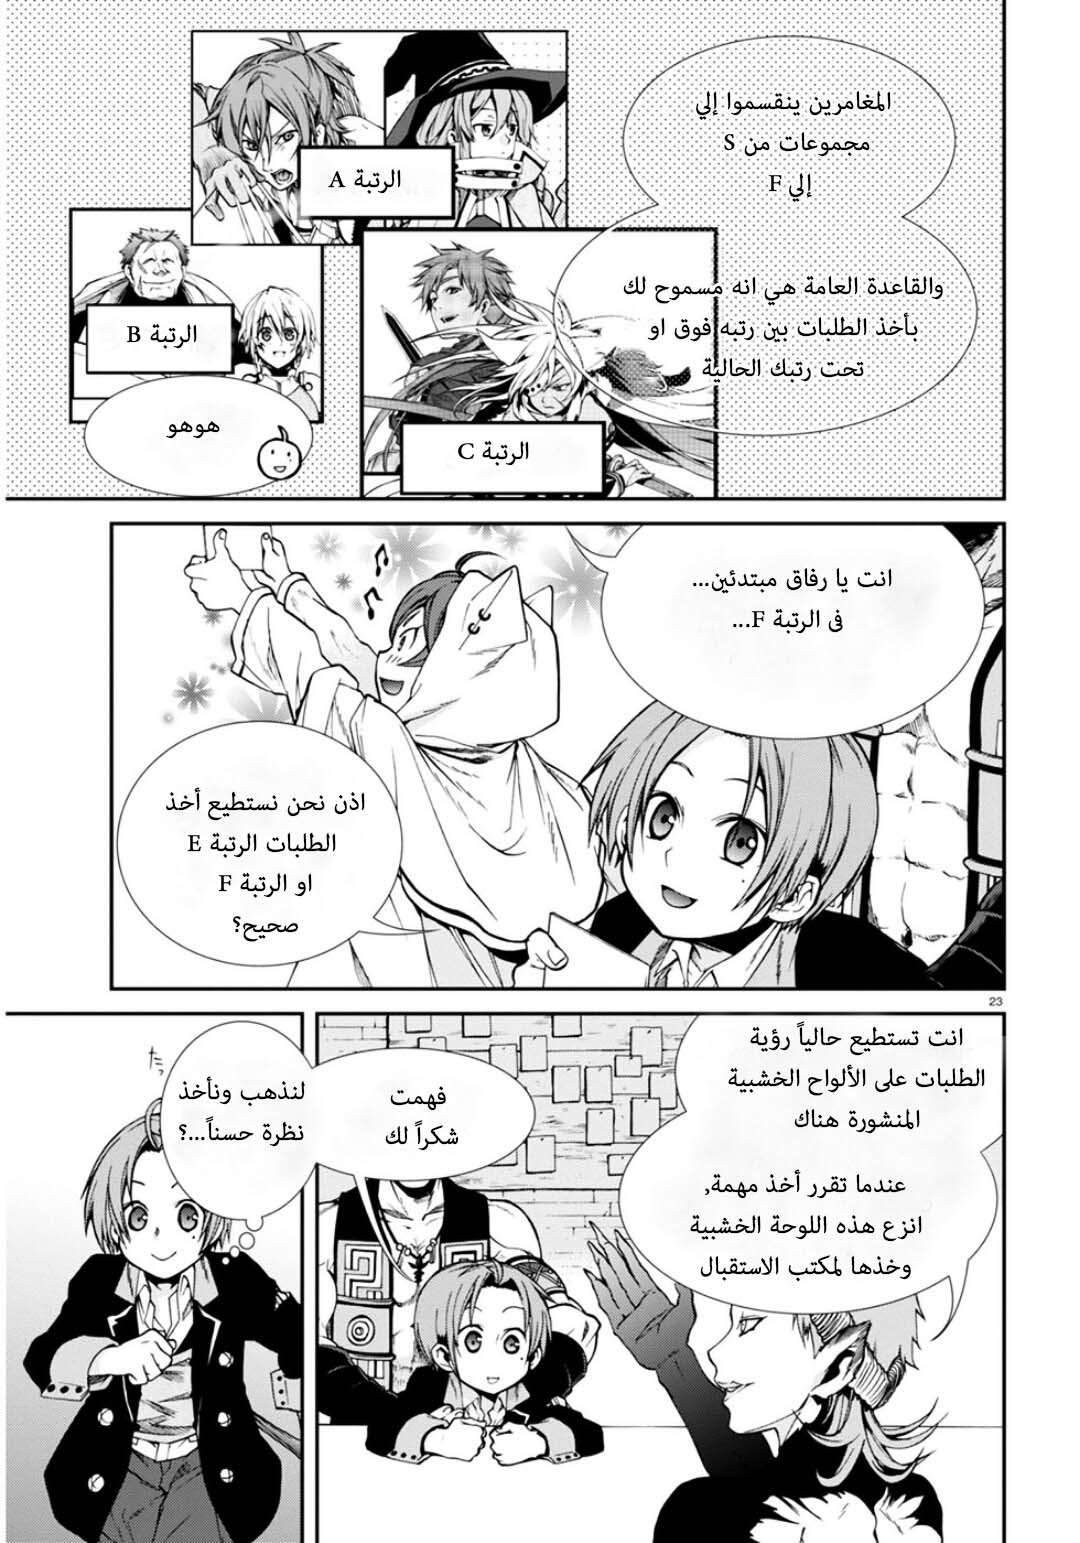 المغامرين ينقسموا إلي
مجموعات من S
إلي F
والقاعدة العامة هي انه مسموح لك
بأخذ الطلبات بين رتبه فوق او
تحت رتبك الحالية
الرتبة A
الرتبة B
الرتبة C
هوهو
انت يا رفاق مبتدئين...
فى الرتبة F...
اذن نحن نستطيع أخذ
الطلبات الرتبة E
او الرتبة F
صحيح؟
23
انت تستطيع حالياً رؤية
الطلبات على الألواح الخشبية
المنشورة هناك
عندما تقرر أخذ مهمة,
انزع هذه اللوحة الخشبية
وخذها لمكتب الاستقبال
فهمت
شكراً لك
لنذهب ونأخذ
نظرة حسناً...؟